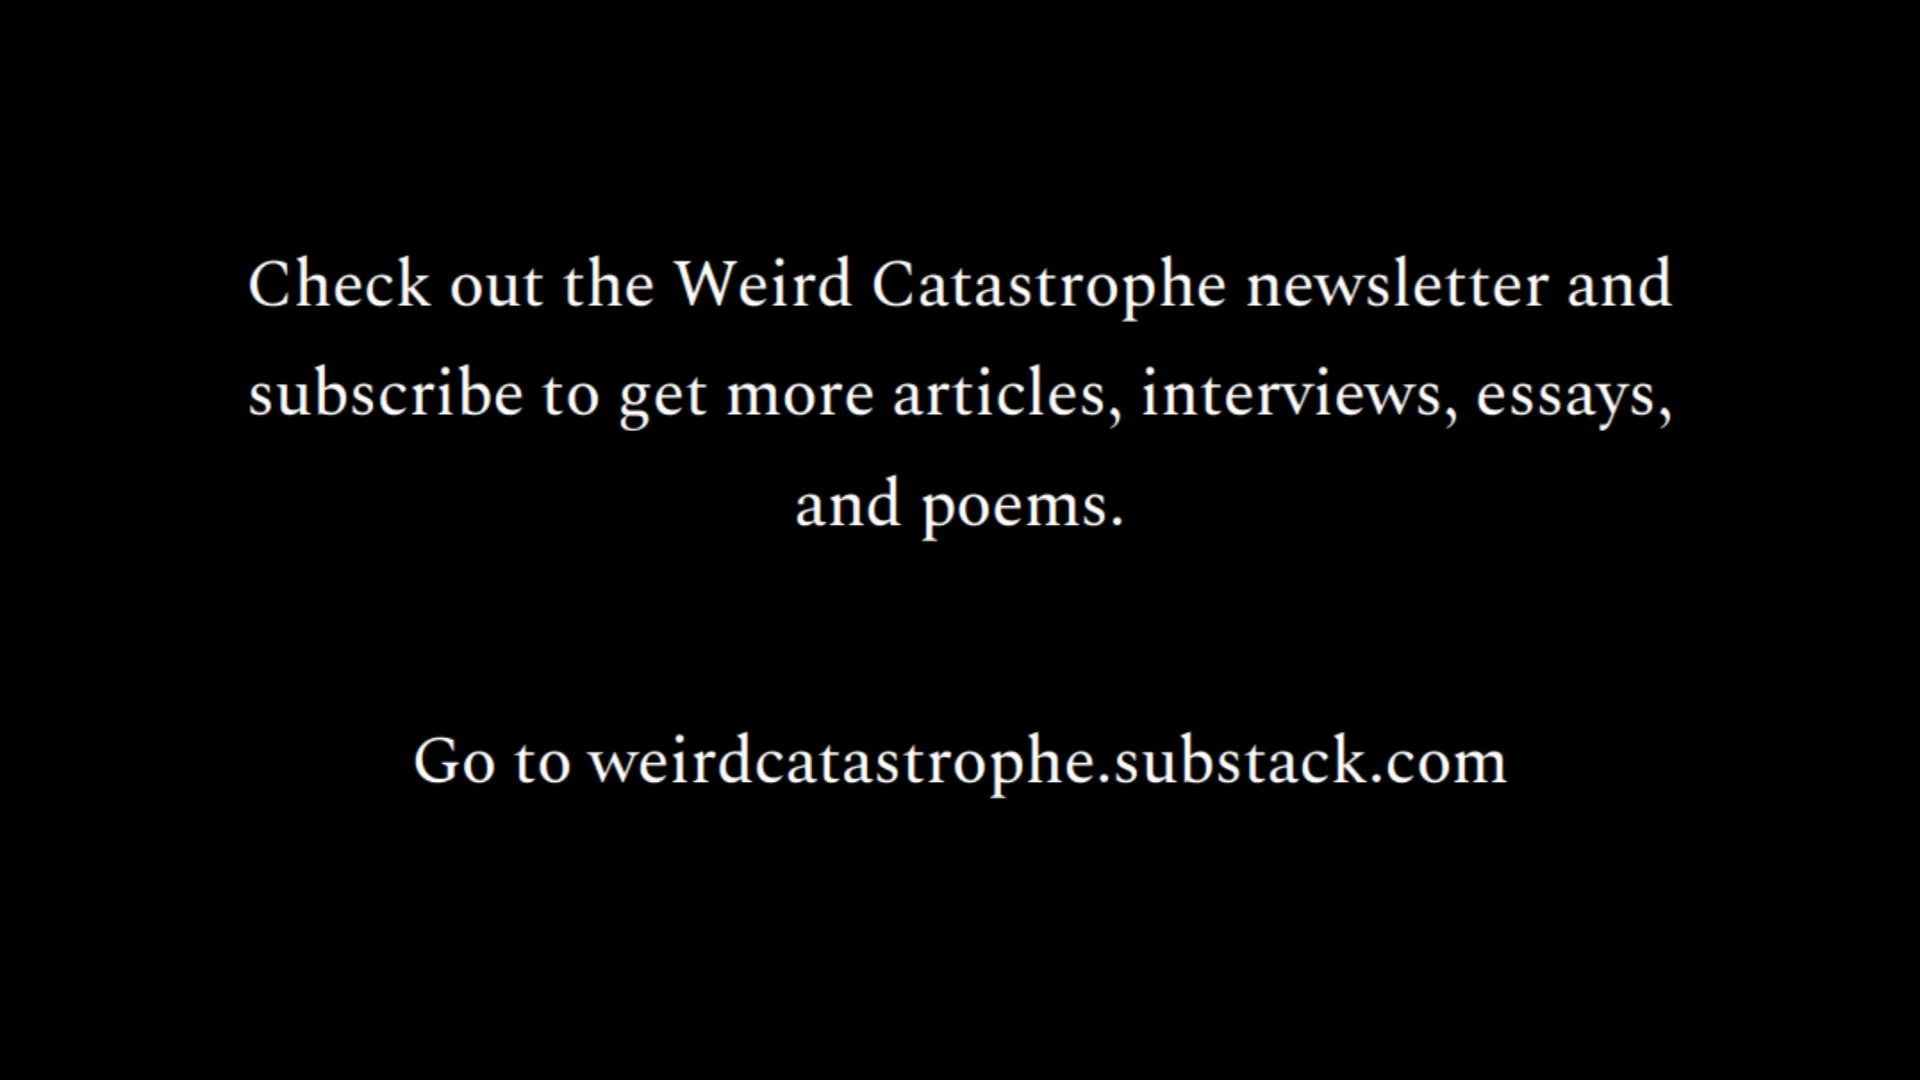 Check out the Weird Catastrophe newsletter and
subscribe to get more articles, interviews, essays,
and poems.
Go to weirdcatastrophe.substack.com